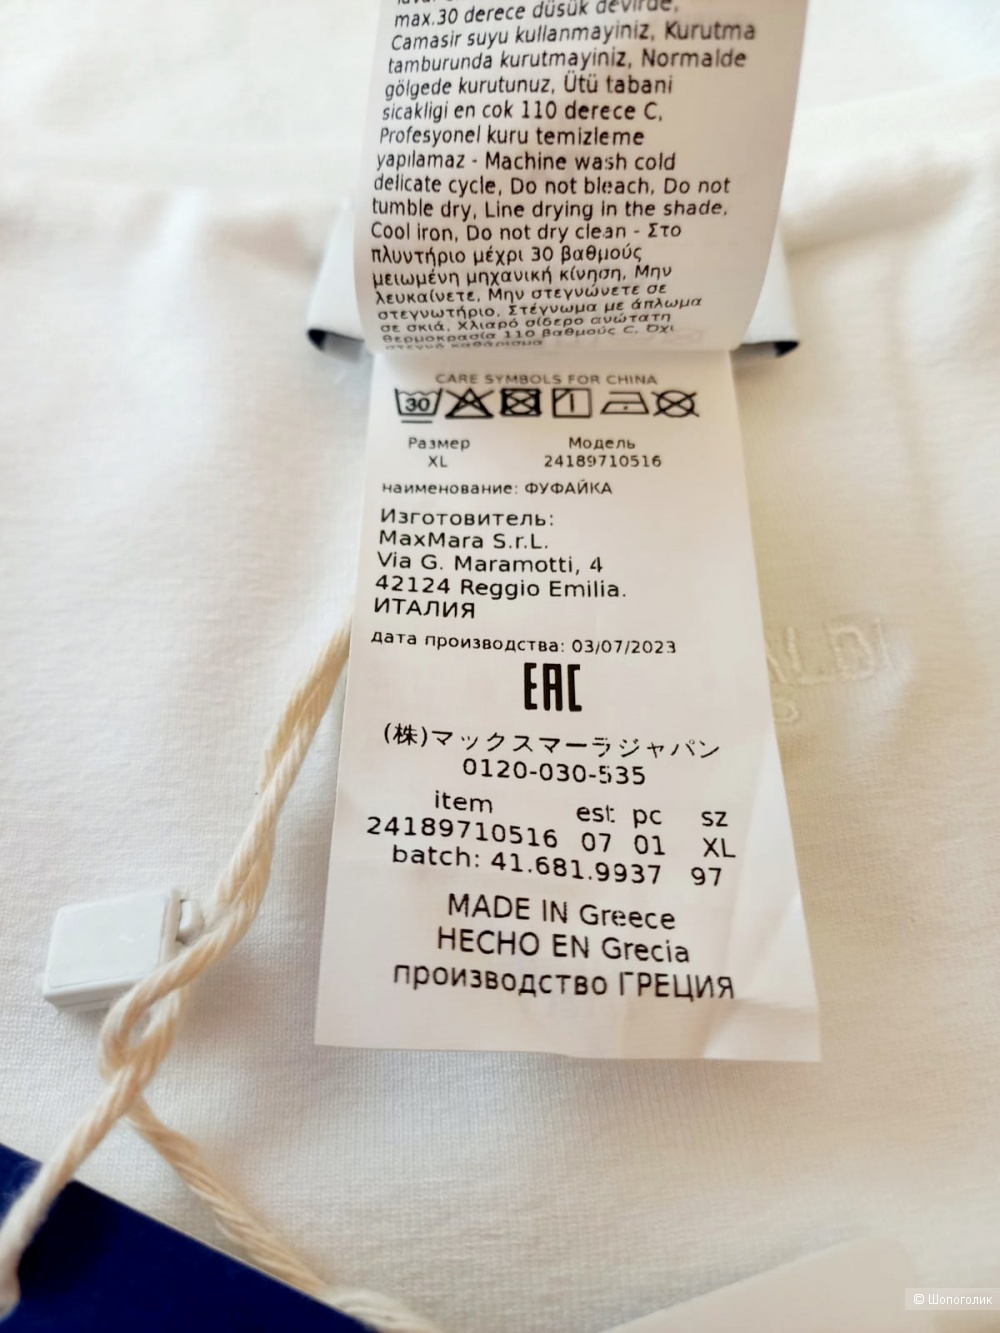 max.30 derece düsük devirde,
Camasir suyu kullanmayiniz, Kurutma
tamburunda kurutmayiniz, Normalde
gölgede kurutunuz, Ütü tabani
sicakligi en cok 110 derece C,
Profesyonel kuru temizleme
yapılamaz - Machine wash cold
delicate cycle, Do not bleach, Do not
tumble dry, Line drying in the shade,
Cool iron, Do not dry clean - Στο
πλυντήριο μέχρι 30 βαθμούς
μειωμένη μηχανική κίνηση, Μην
λευκαίνετε, Μην στεγνώνετε σε
στεγνωτήριο, Στέγνωμα με άπλωμα
σε σκιά, Χλιαρό σίδερο ανώτατη
θερμοκρασία 110 βαθμούς C, Όχι
στεγνό καθάρισμα
CARE SYMBOLS FOR CHINA
30
Размер Модель
XL 24189710516
наименование: ФУФАЙКА
Изготовитель:
MaxMara S.r.L.
Via G. Maramotti, 4
42124 Reggio Emilia.
ИТАЛИЯ
дата производства: 03/07/2023
EAC
(株)マックスマーラジャパン
0120-030-535
item est pc sz
24189710516 07 01 XL
batch: 41.681.9937 97
MADE IN Greece
HECHO EN Grecia
производство ГРЕЦИЯ
© Шопоголик